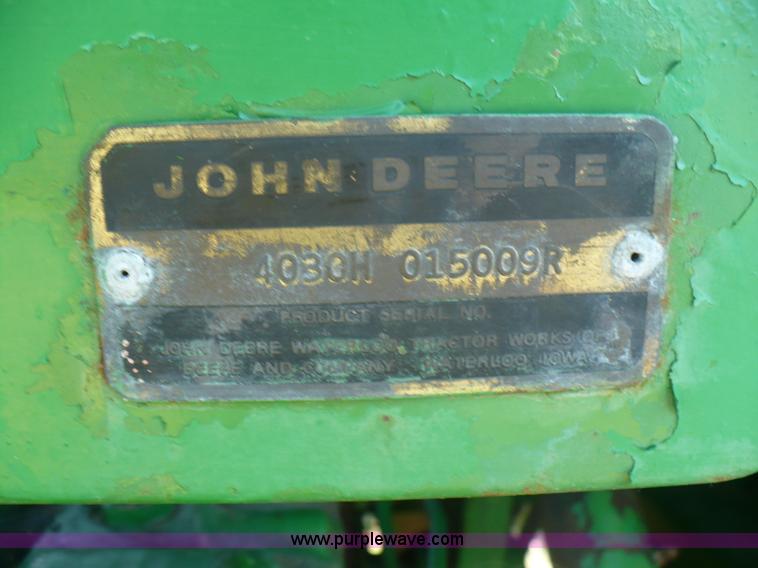 JOHN DEERE
4030H 015009R
PRODUCT SERIAL NO.
JOHN DEERE WATERLOO TRACTOR WORKS OF
DEERE AND COMPANY WATERLOO IOWA
www.purplewave.com